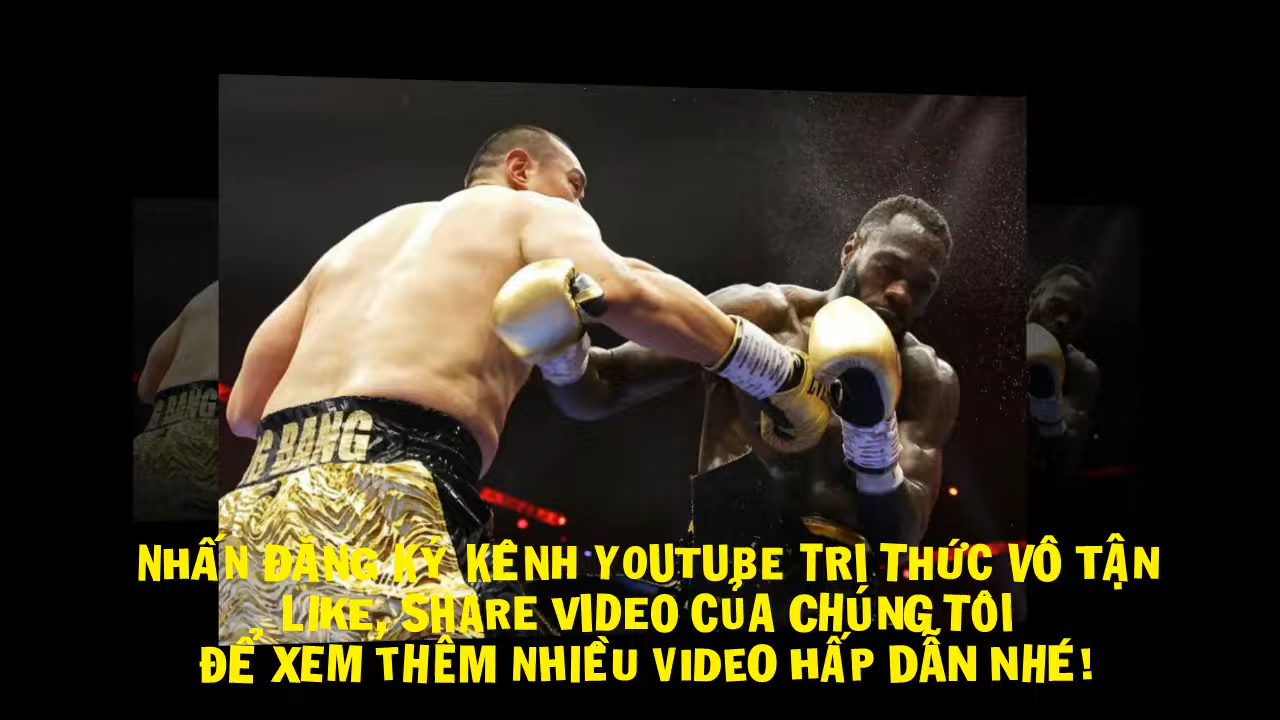 G BANG
NHẤN ĐĂNG KÝ KÊNH YOUTUBE TRI THỨC VÔ TẬN
LIKE, SHARE VIDEO CỦA CHÚNG TÔI
ĐỂ XEM THÊM NHIỀU VIDEO HẤP DẪN NHÉ!